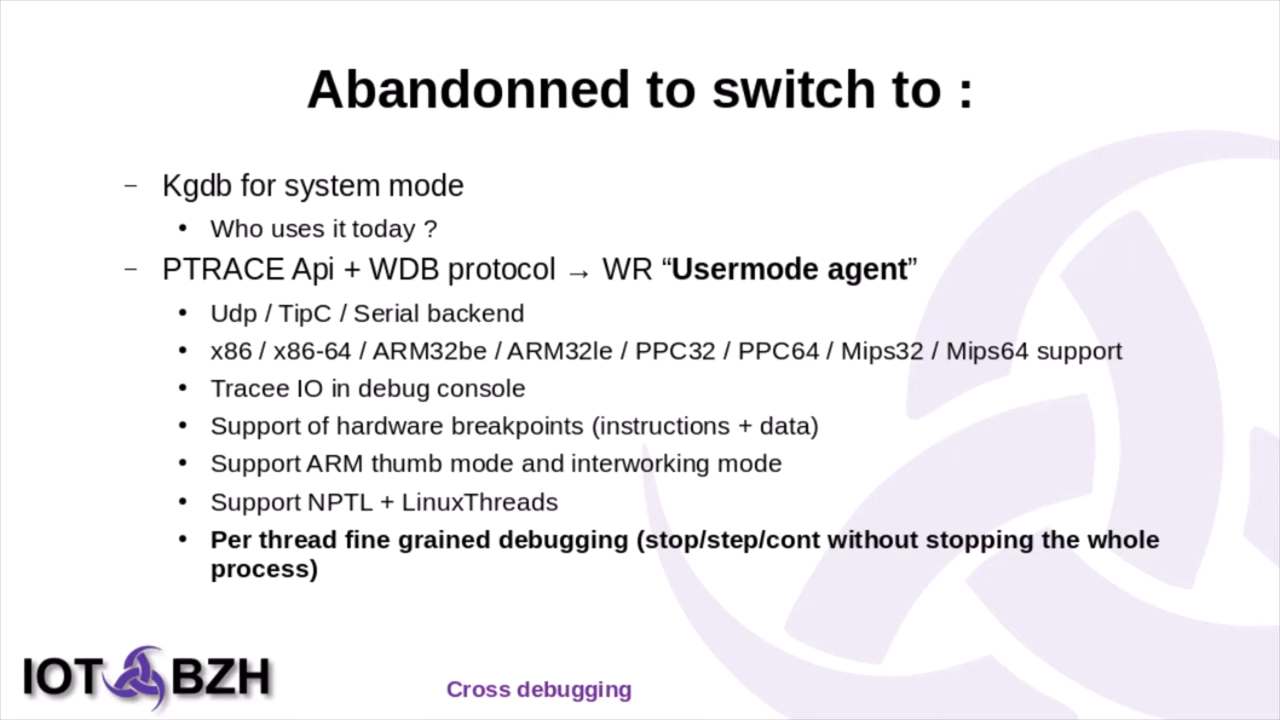 Abandonned to switch to :
– Kgdb for system mode
• Who uses it today ?
– PTRACE Api + WDB protocol → WR “Usermode agent”
• Udp / TipC / Serial backend
• x86 / x86-64 / ARM32be / ARM32le / PPC32 / PPC64 / Mips32 / Mips64 support
• Tracee IO in debug console
• Support of hardware breakpoints (instructions + data)
• Support ARM thumb mode and interworking mode
• Support NPTL + LinuxThreads
• Per thread fine grained debugging (stop/step/cont without stopping the whole
process)
IOT BZH
Cross debugging